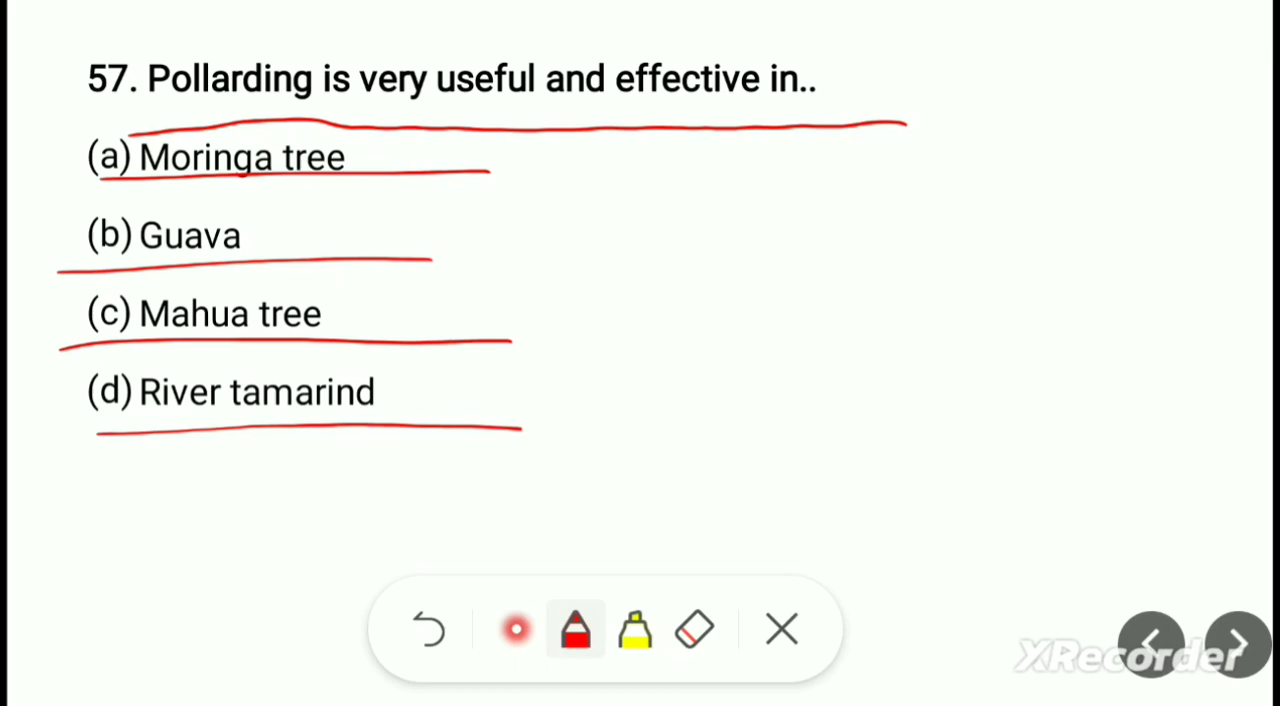 57. Pollarding is very useful and effective in..
(a) Moringa tree
(b) Guava
(c) Mahua tree
(d) River tamarind
XRecorder